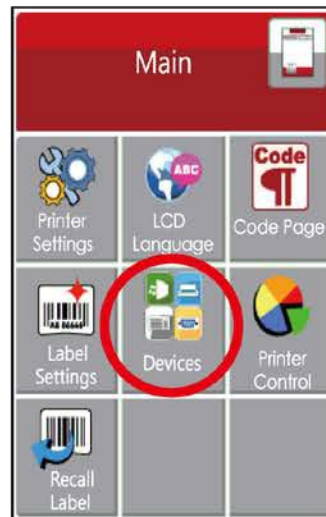 Main
Printer
Settings
ABC
LCD
Language
Code
Code Page
Label
Settings
Devices
Printer
Control
Recall
Label